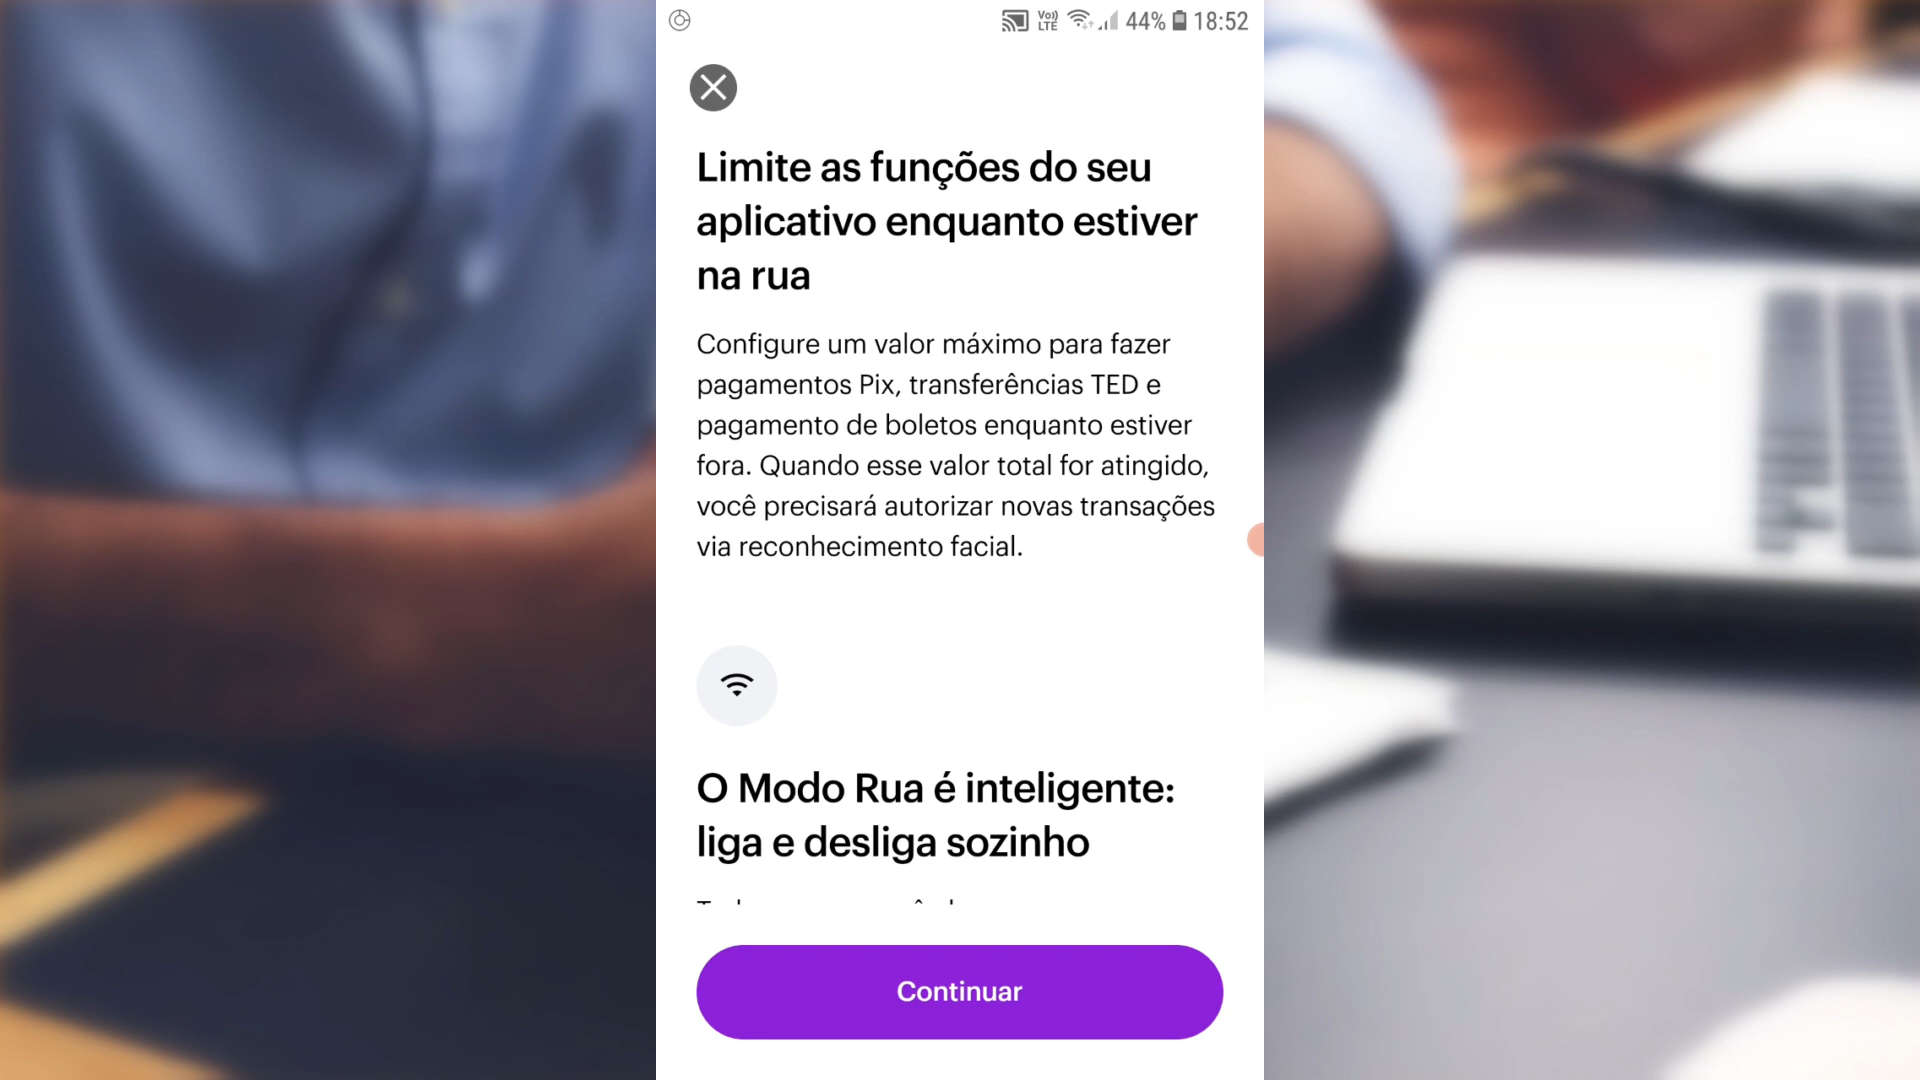 Vo)) LTE 44% 18:52
Limite as funções do seu
aplicativo enquanto estiver
na rua
Configure um valor máximo para fazer
pagamentos Pix, transferências TED e
pagamento de boletos enquanto estiver
fora. Quando esse valor total for atingido,
você precisará autorizar novas transações
via reconhecimento facial.
O Modo Rua é inteligente:
liga e desliga sozinho
Continuar